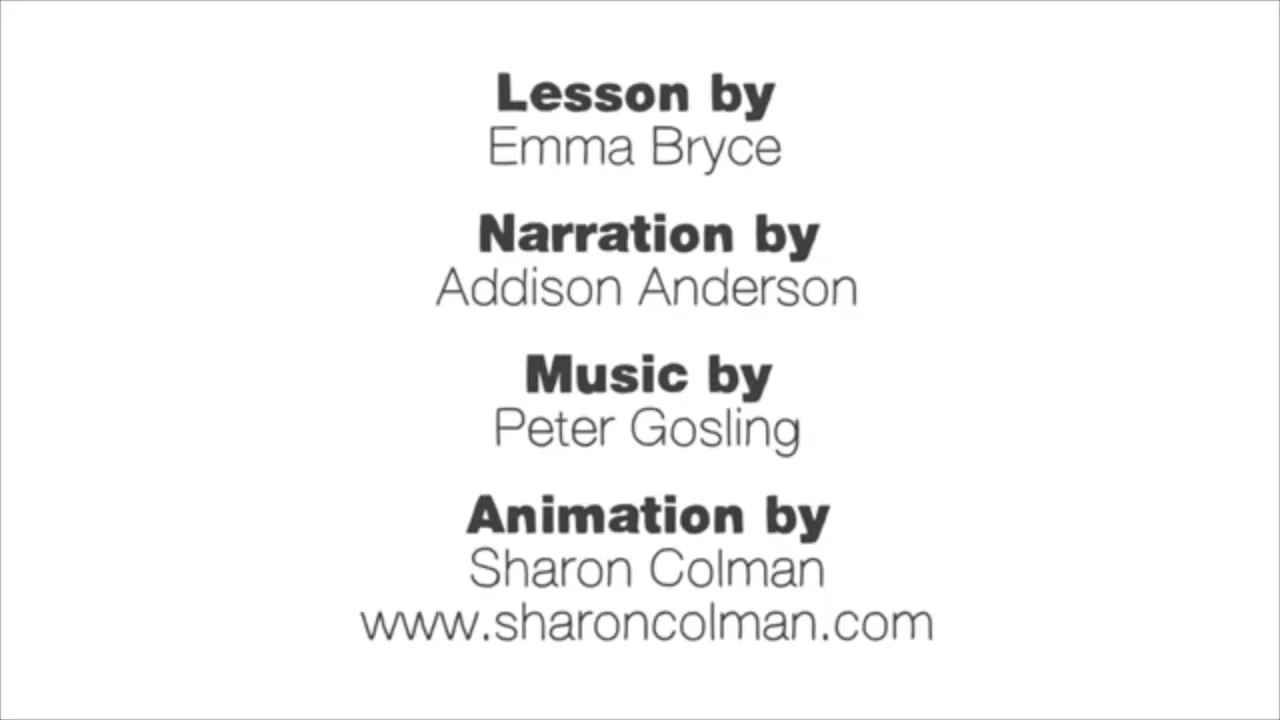 Lesson by
Emma Bryce
Narration by
Addison Anderson
Music by
Peter Gosling
Animation by
Sharon Colman
www.sharoncolman.com